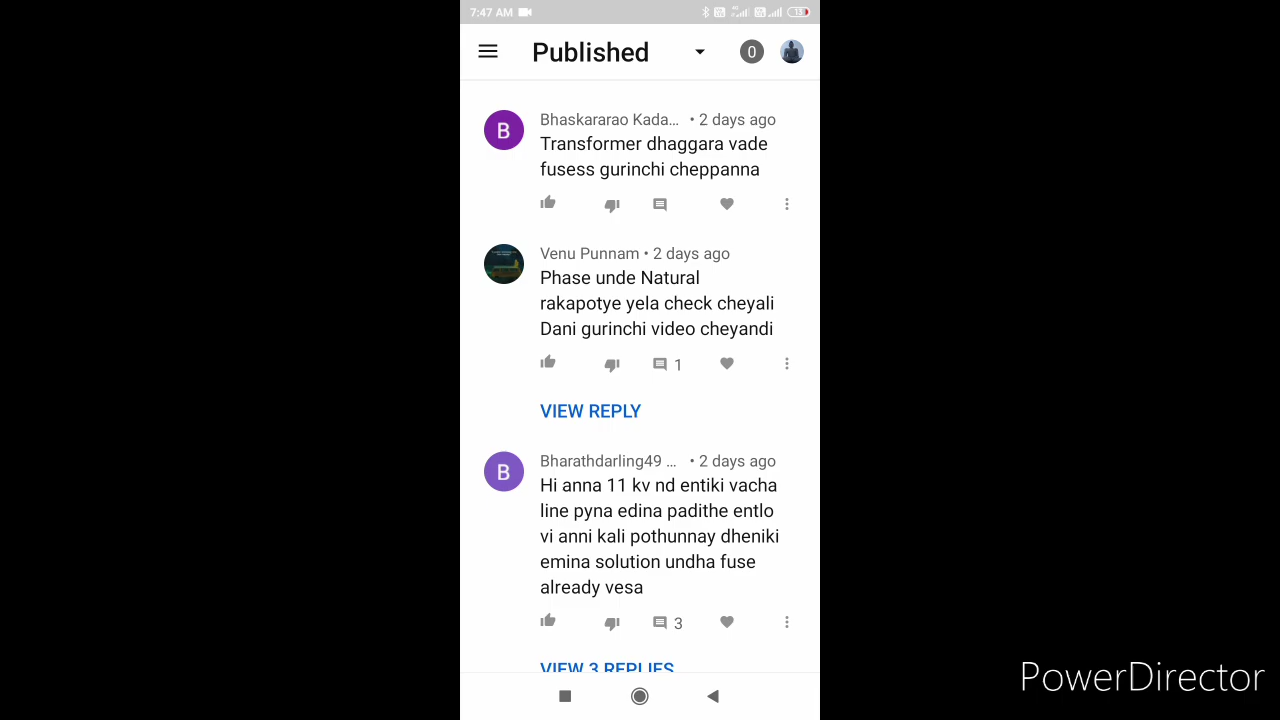 7:47 AM
Published
0
B
Bhaskararao Kada... • 2 days ago
Transformer dhaggara vade
fusess gurinchi cheppanna
Venu Punnam • 2 days ago
Phase unde Natural
rakapotye yela check cheyali
Dani gurinchi video cheyandi
1
VIEW REPLY
B
Bharathdarling49 ... • 2 days ago
Hi anna 11 kv nd entiki vacha
line pyna edina padithe entlo
vi anni kali pothunnay dheniki
emina solution undha fuse
already vesa
3
VIEW 3 REPLIES
PowerDirector